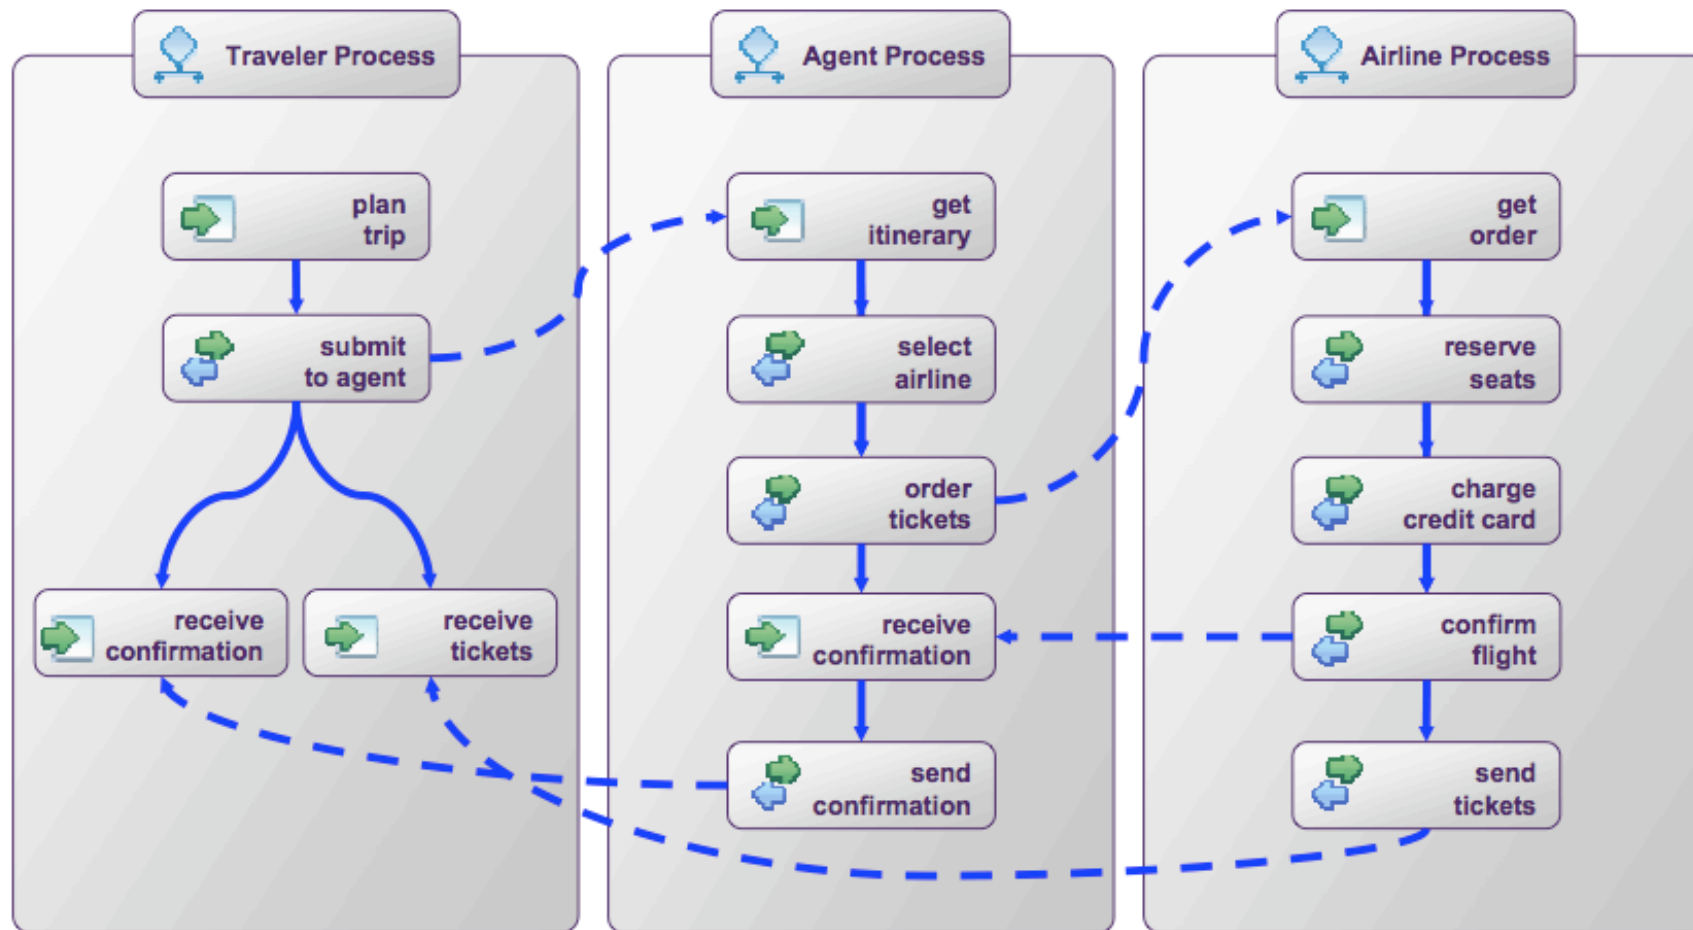 Traveler Process
plan
trip
submit
to agent
receive
confirmation
receive
tickets
Agent Process
get
itinerary
select
airline
order
tickets
receive
confirmation
send
confirmation
Airline Process
get
order
reserve
seats
charge
credit card
confirm
flight
send
tickets